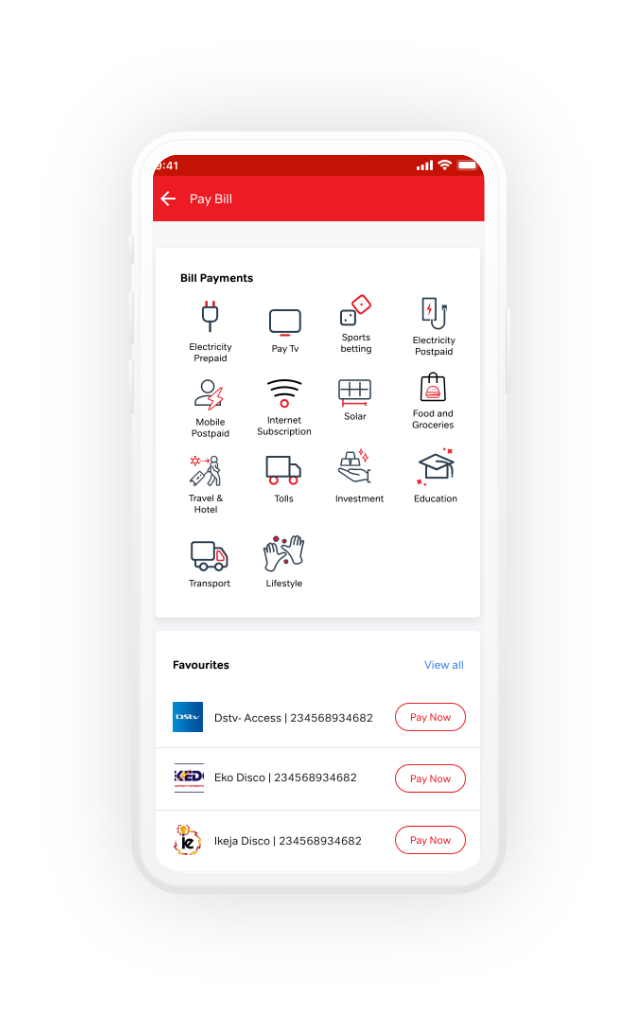 9:41
Pay Bill
Bill Payments
Electricity
Prepaid
Pay Tv
Sports
betting
Electricity
Postpaid
Mobile
Postpaid
Internet
Subscription
Solar
Food and
Groceries
Travel &
Hotel
Tolls
Investment
Education
Transport
Lifestyle
Favourites
View all
DStv
Dstv- Access | 234568934682
Pay Now
EKEDC
Eko Disco | 234568934682
Pay Now
ie
Ikeja Disco | 234568934682
Pay Now